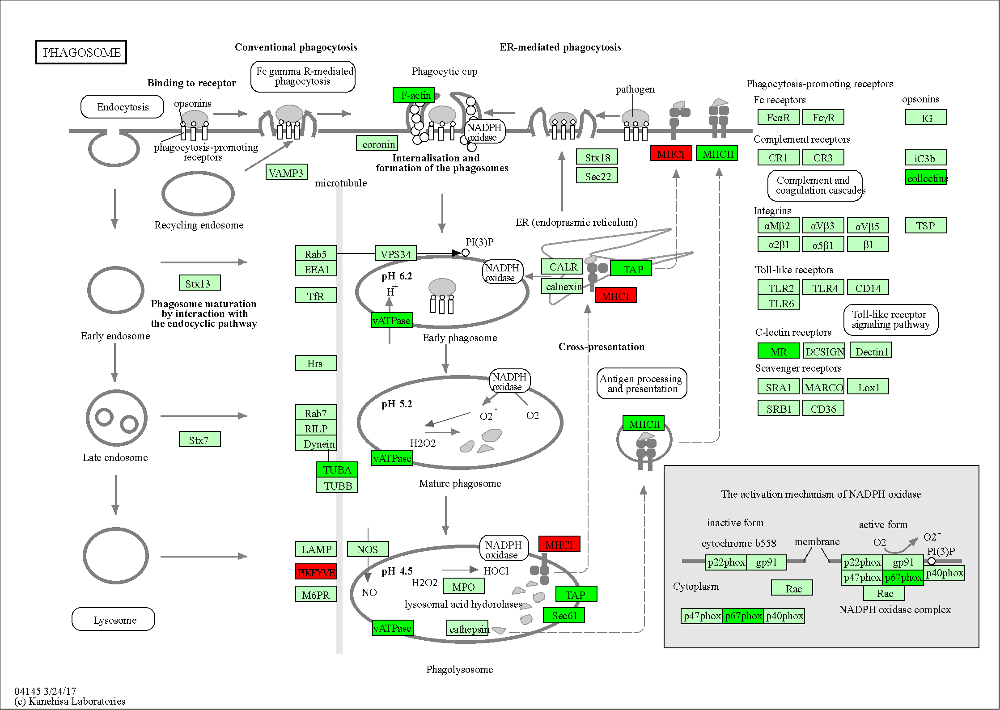 PHAGOSOME
Conventional phagocytosis
ER-mediated phagocytosis
Fc gamma R-mediated
phagocytosis
Phagocytic cup
Binding to receptor
Endocytosis
opsonins
F-actin
pathogen
NADPH
oxidase
coronin
phagocytosis-promoting
receptors
VAMP3
Internalisation and
formation of the phagosomes
Stx18
Sec22
MHCI
MHCII
microtubule
Recycling endosome
ER (endoprasmic reticulum)
Phagocytosis-promoting receptors
Fc receptors
opsonins
FcαR
FcγR
IG
Complement receptors
CR1
CR3
iC3b
collectins
Complement and
coagulation cascades
Integrins
αMβ2
αVβ3
αVβ5
TSP
α2β1
α5β1
β1
Toll-like receptors
TLR2
TLR4
CD14
TLR6
Toll-like receptor
signaling pathway
C-lectin receptors
MR
DCSIGN
Dectin1
Scavenger receptors
SRA1
MARCO
Lox1
SRB1
CD36
Rab5
EEA1
VPS34
PI(3)P
Stx13
TfR
pH 6.2
H+
NADPH
oxidase
CALR
calnexin
TAP
MHCI
vATPase
Phagosome maturation
by interaction with
the endocyclic pathway
Early endosome
Early phagosome
Cross-presentation
Hrs
NADPH
oxidase
Antigen processing
and presentation
pH 5.2
O2-
O2
H2O2
Rab7
RILP
Dynein
Stx7
vATPase
MHCII
Late endosome
TUBA
TUBB
Mature phagosome
LAMP
NOS
NADPH
oxidase
MHCI
PIKFYVE
pH 4.5
HOCl
H2O2
MPO
NO
M6PR
TAP
lysosomal acid hydorolases
Sec61
vATPase
cathepsin
Lysosome
Phagolysosome
The activation mechanism of NADPH oxidase
inactive form
active form
cytochrome b558
membrane
O2
O2-
PI(3)P
p22phox
gp91
p22phox
gp91
p47phox
p67phox
p40phox
Cytoplasm
Rac
Rac
p47phox
p67phox
p40phox
NADPH oxidase complex
04145 3/24/17
(c) Kanehisa Laboratories